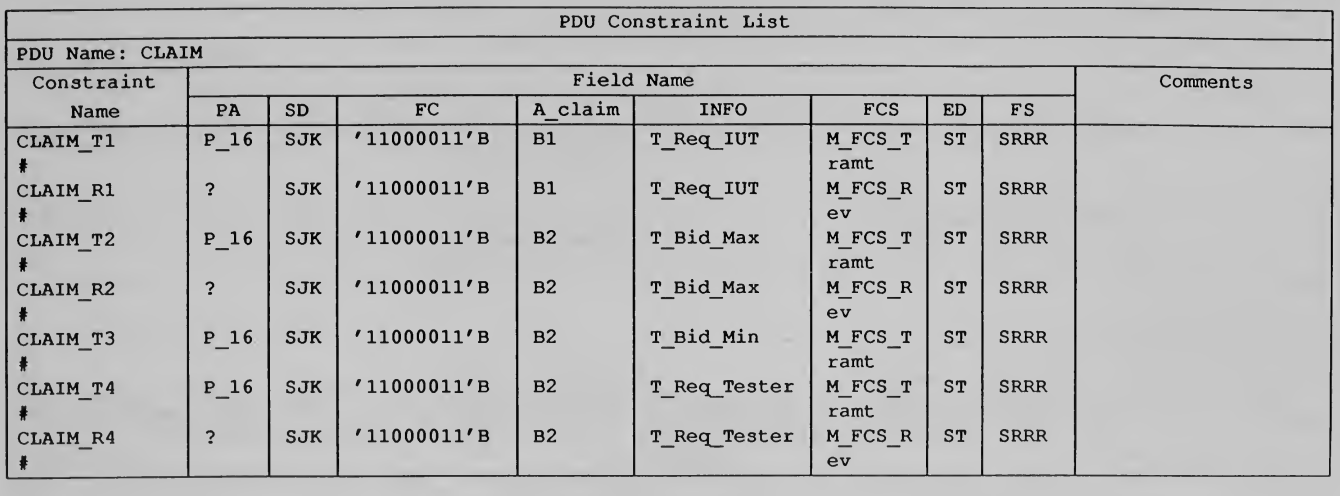 PDU Constraint List
PDU Name: CLAIM
Constraint Field Name Comments
Name PA SD FC A_claim INFO FCS ED FS
CLAIM_T1 P_16 SJK '11000011'B B1 T_Req_IUT M_FCS_T ST SRRR
# ramt
CLAIM_R1 ? SJK '11000011'B B1 T_Req_IUT M_FCS_R ST SRRR
# ev
CLAIM_T2 P_16 SJK '11000011'B B2 T_Bid_Max M_FCS_T ST SRRR
# ramt
CLAIM_R2 ? SJK '11000011'B B2 T_Bid_Max M_FCS_R ST SRRR
# ev
CLAIM_T3 P_16 SJK '11000011'B B2 T_Bid_Min M_FCS_T ST SRRR
# ramt
CLAIM_T4 P_16 SJK '11000011'B B2 T_Req_Tester M_FCS_T ST SRRR
# ramt
CLAIM_R4 ? SJK '11000011'B B2 T_Req_Tester M_FCS_R ST SRRR
# ev